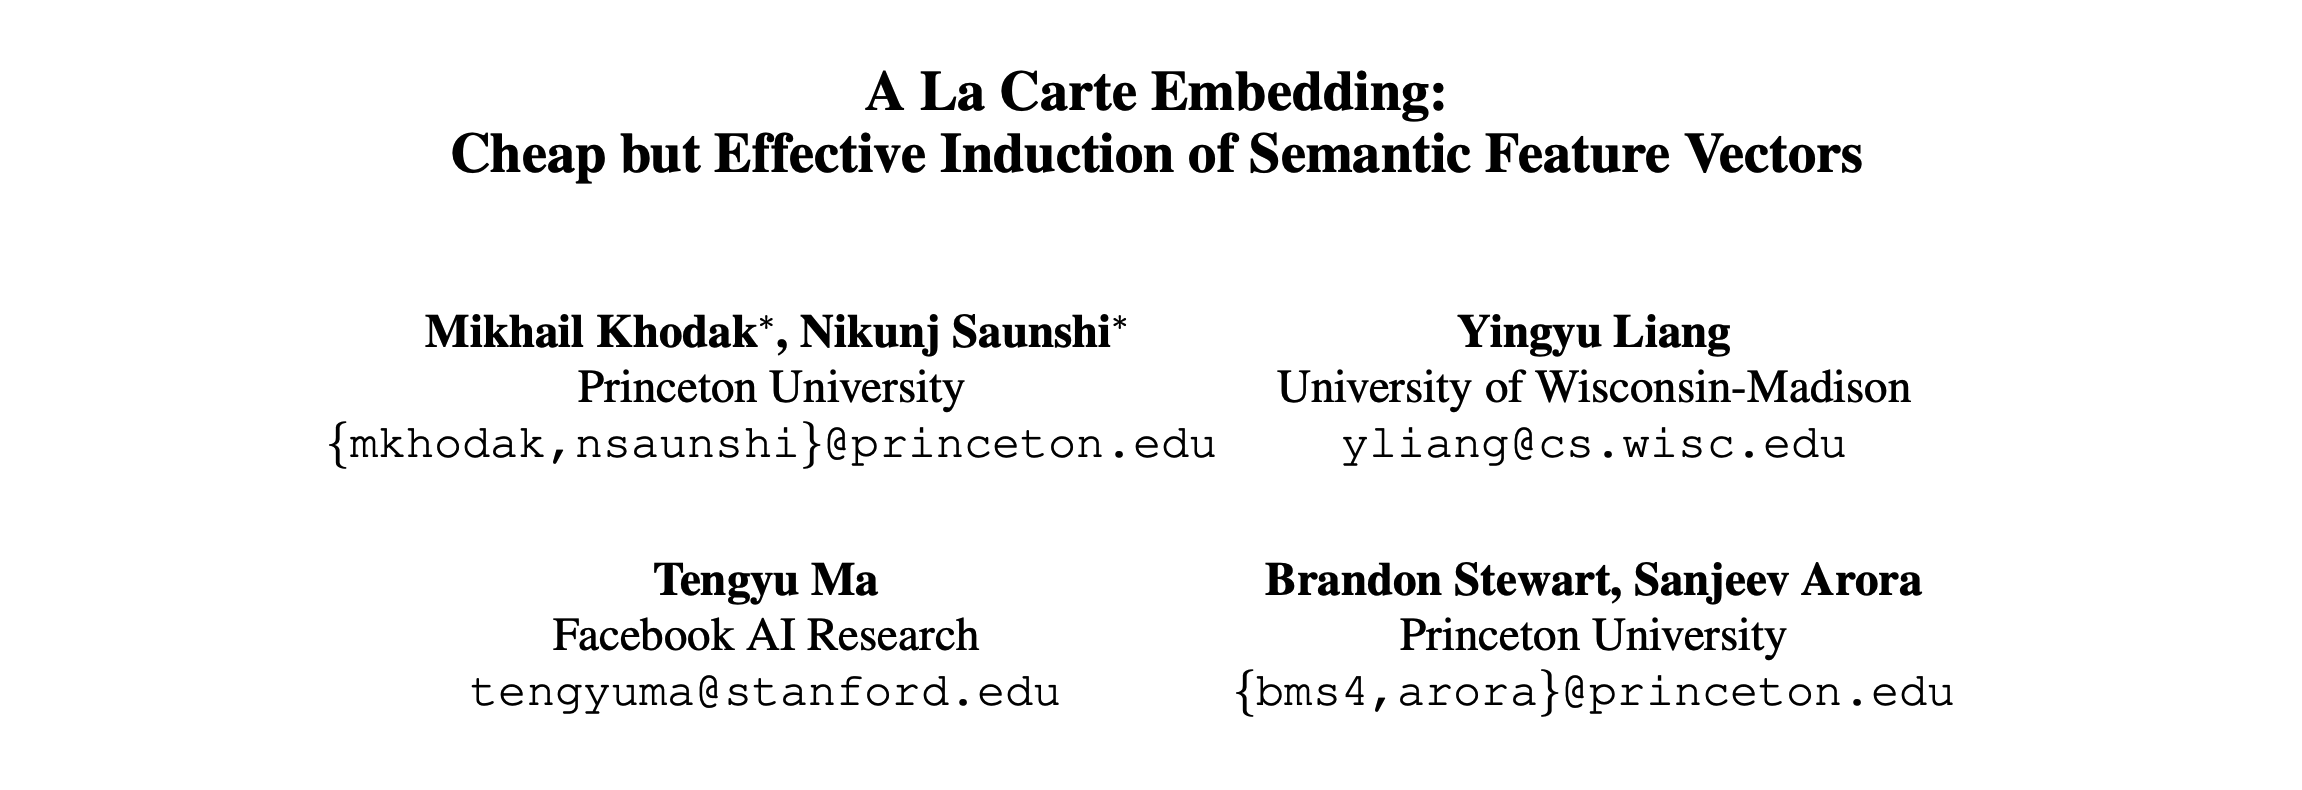 A La Carte Embedding:
Cheap but Effective Induction of Semantic Feature Vectors
Mikhail Khodak*, Nikunj Saunshi*
Princeton University
{mkhodak,nsaunshi}@princeton.edu
Yingyu Liang
University of Wisconsin-Madison
yliang@cs.wisc.edu
Tengyu Ma
Facebook AI Research
tengyuma@stanford.edu
Brandon Stewart, Sanjeev Arora
Princeton University
{bms4,arora}@princeton.edu